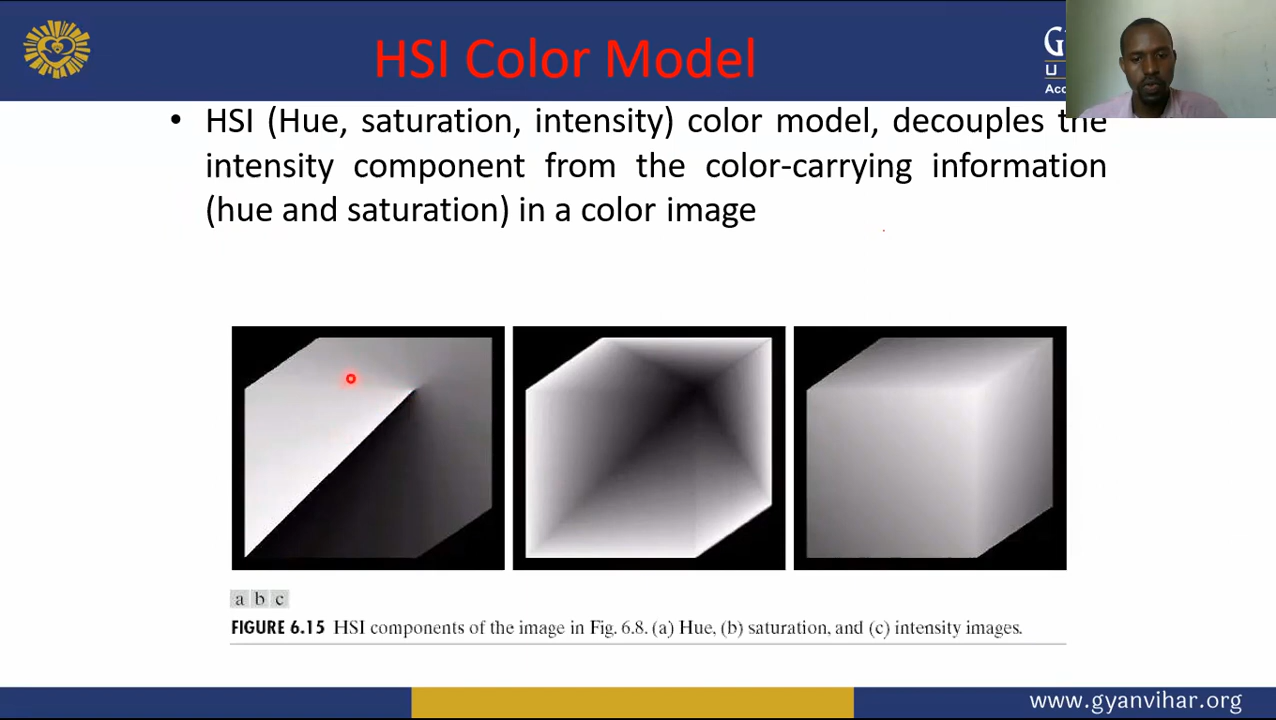 HSI Color Model
G
U
Acc
• HSI (Hue, saturation, intensity) color model, decouples the
intensity component from the color-carrying information
(hue and saturation) in a color image
a b c
FIGURE 6.15 HSI components of the image in Fig. 6.8. (a) Hue, (b) saturation, and (c) intensity images.
www.gyanvihar.org